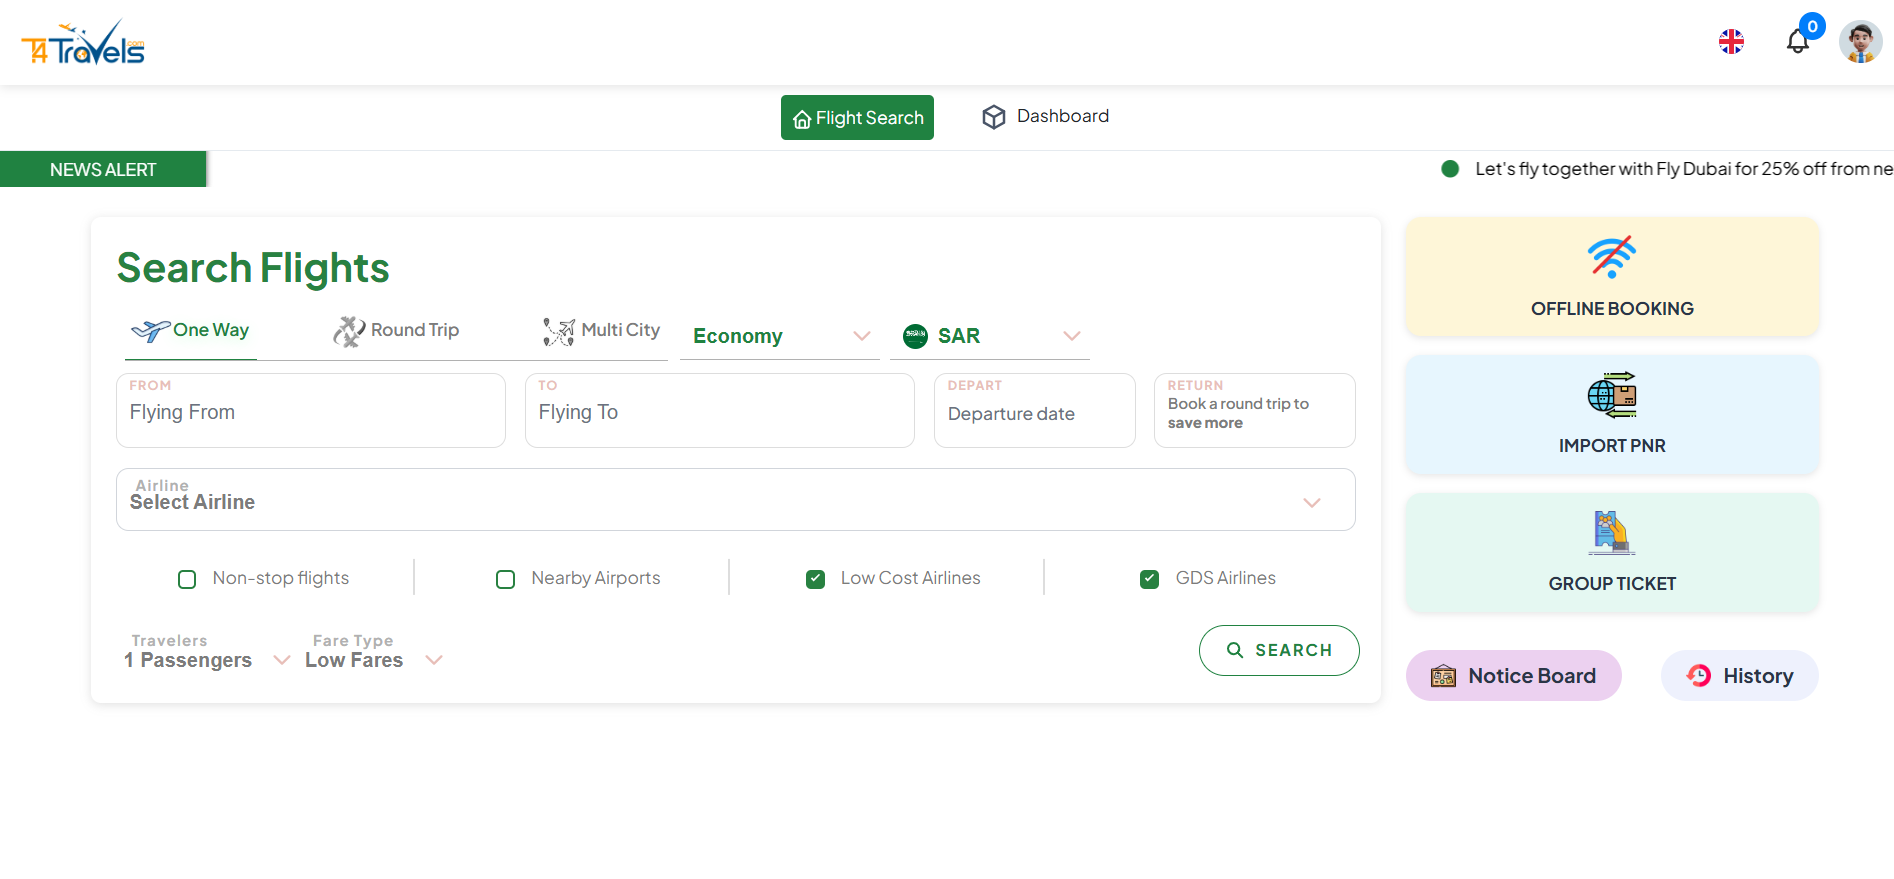 T4Travels.com
0
Flight Search
Dashboard
NEWS ALERT
Let's fly together with Fly Dubai for 25% off from ne
Search Flights
One Way
Round Trip
Multi City
Economy
SAR
FROM
Flying From
TO
Flying To
DEPART
Departure date
RETURN
Book a round trip to
save more
Airline
Select Airline
Non-stop flights
Nearby Airports
Low Cost Airlines
GDS Airlines
Travelers
1 Passengers
Fare Type
Low Fares
SEARCH
OFFLINE BOOKING
IMPORT PNR
GROUP TICKET
Notice Board
History